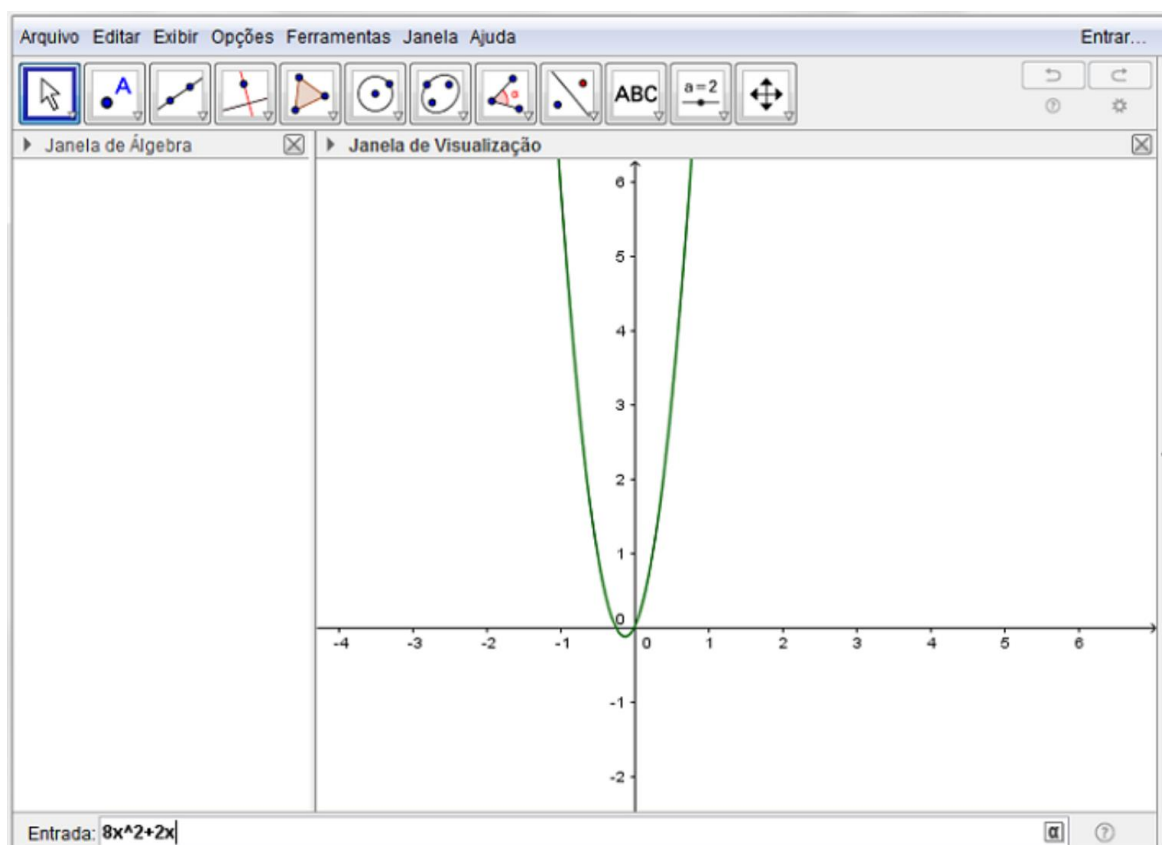 Arquivo Editar Exibir Opções Ferramentas Janela Ajuda Entrar...
A α ABC a=2
Janela de Álgebra
Janela de Visualização
6
5
4
3
2
1
0
-4 -3 -2 -1 0 1 2 3 4 5 6
-1
-2
Entrada: 8x^2+2x α